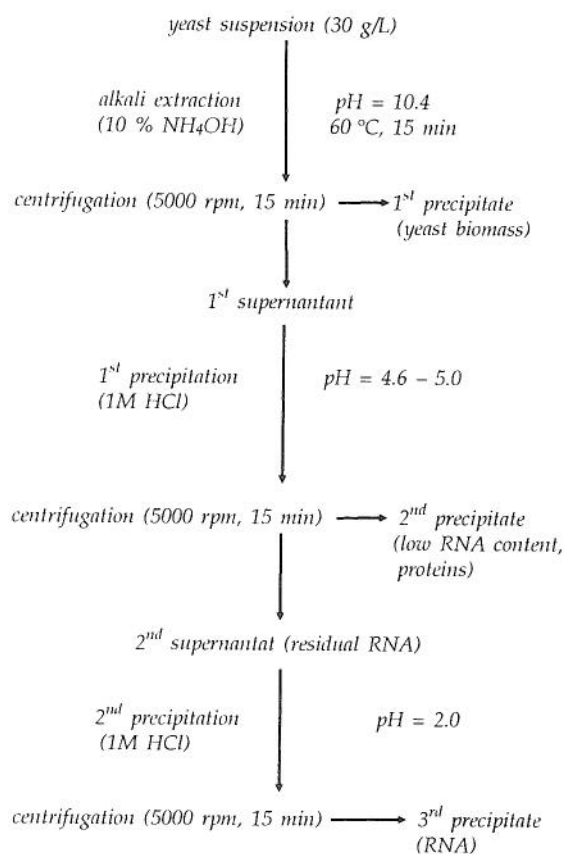 yeast suspension (30 g/L)
alkali extraction
(10 % NH₄OH)
pH = 10.4
60 °C, 15 min
centrifugation (5000 rpm, 15 min)
1st precipitate
(yeast biomass)
1st supernantant
1st precipitation
(1M HCl)
pH = 4.6 – 5.0
centrifugation (5000 rpm, 15 min)
2nd precipitate
(low RNA content,
proteins)
2nd supernantat (residual RNA)
2nd precipitation
(1M HCl)
pH = 2.0
centrifugation (5000 rpm, 15 min)
3rd precipitate
(RNA)